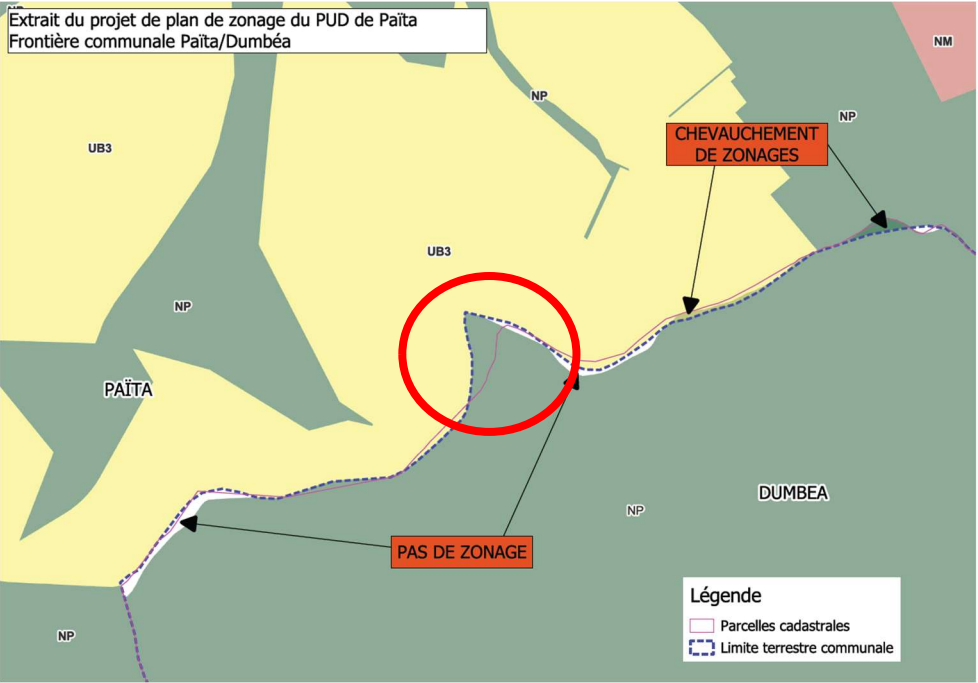 Extrait du projet de plan de zonage du PUD de Païta
Frontière communale Païta/Dumbéa
NM
NP
NP
CHEVAUCHEMENT
DE ZONAGES
UB3
UB3
NP
PAÏTA
DUMBEA
NP
PAS DE ZONAGE
NP
Légende
Parcelles cadastrales
Limite terrestre communale